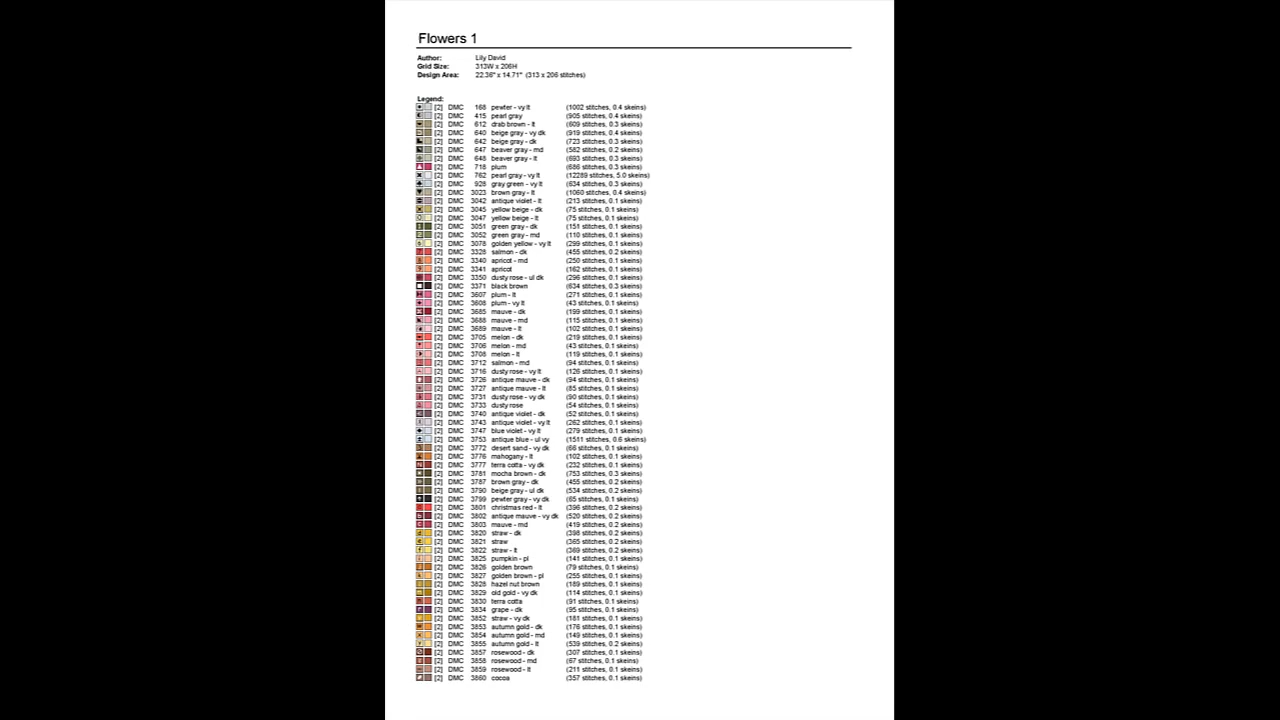 Flowers 1
Author: Lily David
Grid Size: 313W x 206H
Design Area: 22.36" x 14.71" (313 x 206 stitches)
Legend:
[2] DMC 168 pewter - vy lt (1002 stitches, 0.4 skeins)
[2] DMC 415 pearl gray (905 stitches, 0.4 skeins)
[2] DMC 612 drab brown - lt (609 stitches, 0.3 skeins)
[2] DMC 640 beige gray - vy dk (919 stitches, 0.4 skeins)
[2] DMC 642 beige gray - dk (723 stitches, 0.3 skeins)
[2] DMC 647 beaver gray - md (582 stitches, 0.2 skeins)
[2] DMC 648 beaver gray - lt (693 stitches, 0.3 skeins)
[2] DMC 718 plum (686 stitches, 0.3 skeins)
[2] DMC 762 pearl gray - vy lt (12289 stitches, 5.0 skeins)
[2] DMC 928 gray green - vy lt (634 stitches, 0.3 skeins)
[2] DMC 3023 brown gray - lt (1060 stitches, 0.4 skeins)
[2] DMC 3042 antique violet - lt (213 stitches, 0.1 skeins)
[2] DMC 3045 yellow beige - dk (75 stitches, 0.1 skeins)
[2] DMC 3047 yellow beige - lt (75 stitches, 0.1 skeins)
[2] DMC 3051 green gray - dk (151 stitches, 0.1 skeins)
[2] DMC 3052 green gray - md (110 stitches, 0.1 skeins)
[2] DMC 3078 golden yellow - vy lt (299 stitches, 0.1 skeins)
[2] DMC 3328 salmon - dk (455 stitches, 0.2 skeins)
[2] DMC 3340 apricot - md (250 stitches, 0.1 skeins)
[2] DMC 3341 apricot (162 stitches, 0.1 skeins)
[2] DMC 3350 dusty rose - ul dk (296 stitches, 0.1 skeins)
[2] DMC 3371 black brown (634 stitches, 0.3 skeins)
[2] DMC 3607 plum - lt (271 stitches, 0.1 skeins)
[2] DMC 3608 plum - vy lt (43 stitches, 0.1 skeins)
[2] DMC 3685 mauve - dk (199 stitches, 0.1 skeins)
[2] DMC 3688 mauve - md (115 stitches, 0.1 skeins)
[2] DMC 3689 mauve - lt (102 stitches, 0.1 skeins)
[2] DMC 3705 melon - dk (219 stitches, 0.1 skeins)
[2] DMC 3706 melon - md (43 stitches, 0.1 skeins)
[2] DMC 3708 melon - lt (119 stitches, 0.1 skeins)
[2] DMC 3712 salmon - md (94 stitches, 0.1 skeins)
[2] DMC 3716 dusty rose - vy lt (126 stitches, 0.1 skeins)
[2] DMC 3726 antique mauve - dk (94 stitches, 0.1 skeins)
[2] DMC 3727 antique mauve - lt (85 stitches, 0.1 skeins)
[2] DMC 3731 dusty rose - vy dk (90 stitches, 0.1 skeins)
[2] DMC 3733 dusty rose (54 stitches, 0.1 skeins)
[2] DMC 3740 antique violet - dk (52 stitches, 0.1 skeins)
[2] DMC 3743 antique violet - vy lt (262 stitches, 0.1 skeins)
[2] DMC 3747 blue violet - vy lt (279 stitches, 0.1 skeins)
[2] DMC 3753 antique blue - ul vy (1511 stitches, 0.6 skeins)
[2] DMC 3772 desert sand - vy dk (66 stitches, 0.1 skeins)
[2] DMC 3776 mahogany - lt (102 stitches, 0.1 skeins)
[2] DMC 3777 terra cotta - vy dk (232 stitches, 0.1 skeins)
[2] DMC 3781 mocha brown - dk (753 stitches, 0.3 skeins)
[2] DMC 3787 brown gray - dk (455 stitches, 0.2 skeins)
[2] DMC 3790 beige gray - ul dk (534 stitches, 0.2 skeins)
[2] DMC 3799 pewter gray - vy dk (65 stitches, 0.1 skeins)
[2] DMC 3801 christmas red - lt (396 stitches, 0.2 skeins)
[2] DMC 3802 antique mauve - vy dk (520 stitches, 0.2 skeins)
[2] DMC 3803 mauve - md (419 stitches, 0.2 skeins)
[2] DMC 3820 straw - dk (398 stitches, 0.2 skeins)
[2] DMC 3821 straw (365 stitches, 0.2 skeins)
[2] DMC 3822 straw - lt (369 stitches, 0.2 skeins)
[2] DMC 3825 pumpkin - pl (141 stitches, 0.1 skeins)
[2] DMC 3826 golden brown (79 stitches, 0.1 skeins)
[2] DMC 3827 golden brown - pl (255 stitches, 0.1 skeins)
[2] DMC 3828 hazel nut brown (189 stitches, 0.1 skeins)
[2] DMC 3829 old gold - vy dk (114 stitches, 0.1 skeins)
[2] DMC 3830 terra cotta (91 stitches, 0.1 skeins)
[2] DMC 3834 grape - dk (95 stitches, 0.1 skeins)
[2] DMC 3852 straw - vy dk (181 stitches, 0.1 skeins)
[2] DMC 3853 autumn gold - dk (176 stitches, 0.1 skeins)
[2] DMC 3854 autumn gold - md (149 stitches, 0.1 skeins)
[2] DMC 3855 autumn gold - lt (539 stitches, 0.2 skeins)
[2] DMC 3857 rosewood - dk (307 stitches, 0.1 skeins)
[2] DMC 3858 rosewood - md (67 stitches, 0.1 skeins)
[2] DMC 3859 rosewood - lt (211 stitches, 0.1 skeins)
[2] DMC 3860 cocoa (357 stitches, 0.1 skeins)